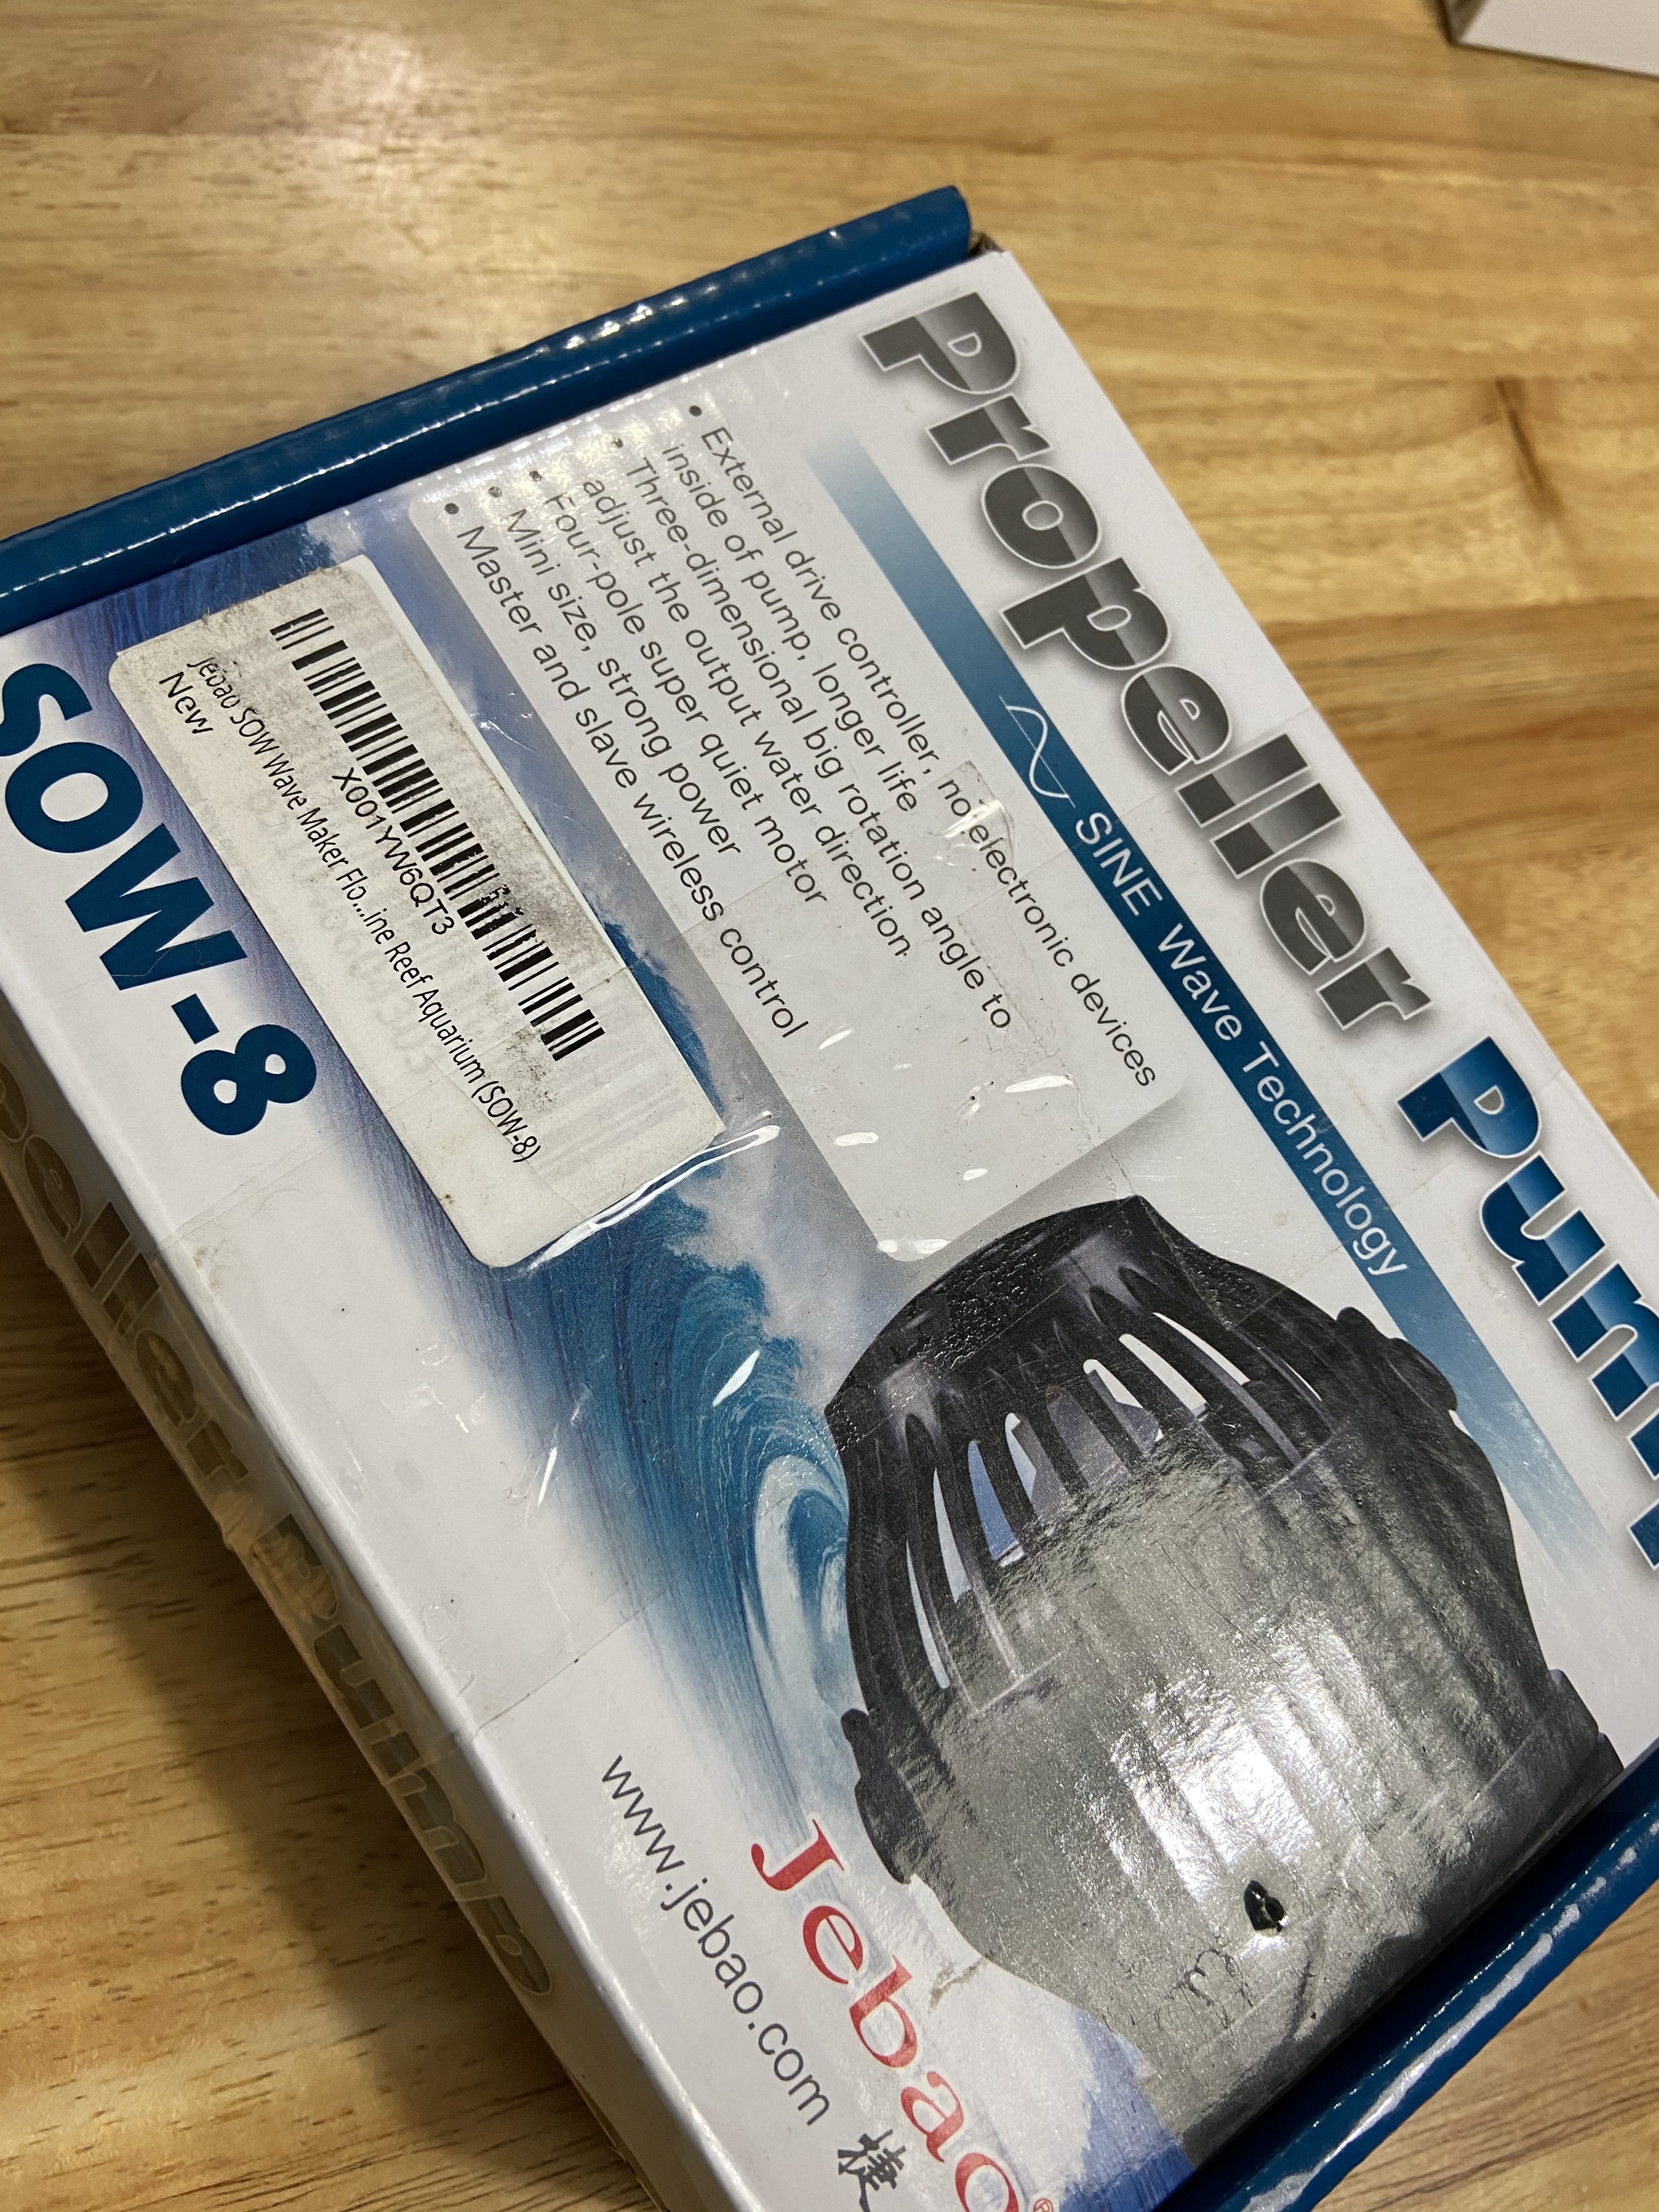 Propeller Pump
SINE Wave Technology
• External drive controller, no electronic devices
inside of pump, longer life
• Three-dimensional big rotation angle to
adjust the output water direction
• Four-pole super quiet motor
• Mini size, strong power
• Master and slave wireless control
X001YW6QT3
Jebao SOW Wave Maker Flo...ine Reef Aquarium (SOW-8)
New
SOW-8
Jebao®
www.jebao.com
捷
Propeller Pump